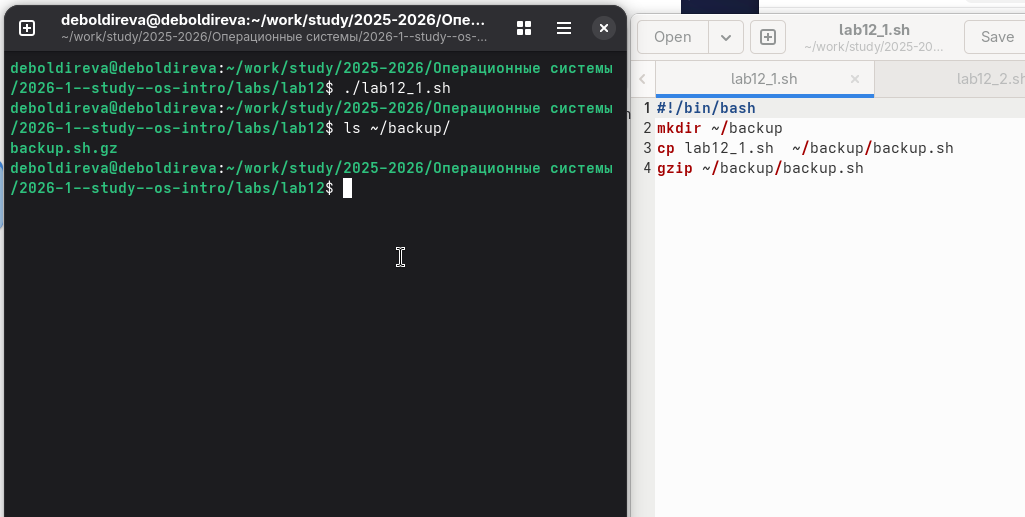 deboldireva@deboldireva:~/work/study/2025-2026/Опе...
~/work/study/2025-2026/Операционные системы/2026-1--study--os-...
deboldireva@deboldireva:~/work/study/2025-2026/Операционные системы
/2026-1--study--os-intro/labs/lab12$ ./lab12_1.sh
deboldireva@deboldireva:~/work/study/2025-2026/Операционные системы
/2026-1--study--os-intro/labs/lab12$ ls ~/backup/
backup.sh.gz
deboldireva@deboldireva:~/work/study/2025-2026/Операционные системы
/2026-1--study--os-intro/labs/lab12$
Open
lab12_1.sh
~/work/study/2025-20...
Save
lab12_1.sh
lab12_2.sh
1 #!/bin/bash
2 mkdir ~/backup
3 cp lab12_1.sh  ~/backup/backup.sh
4 gzip ~/backup/backup.sh